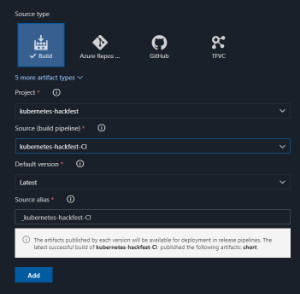 Source type
Build
Azure Repos ...
GitHub
TFVC
5 more artifact types
Project *
kubernetes-hackfest
Source (build pipeline) *
kubernetes-hackfest-CI
Default version *
Latest
Source alias *
_kubernetes-hackfest-CI
The artifacts published by each version will be available for deployment in release pipelines. The
latest successful build of kubernetes-hackfest-CI published the following artifacts: chart.
Add